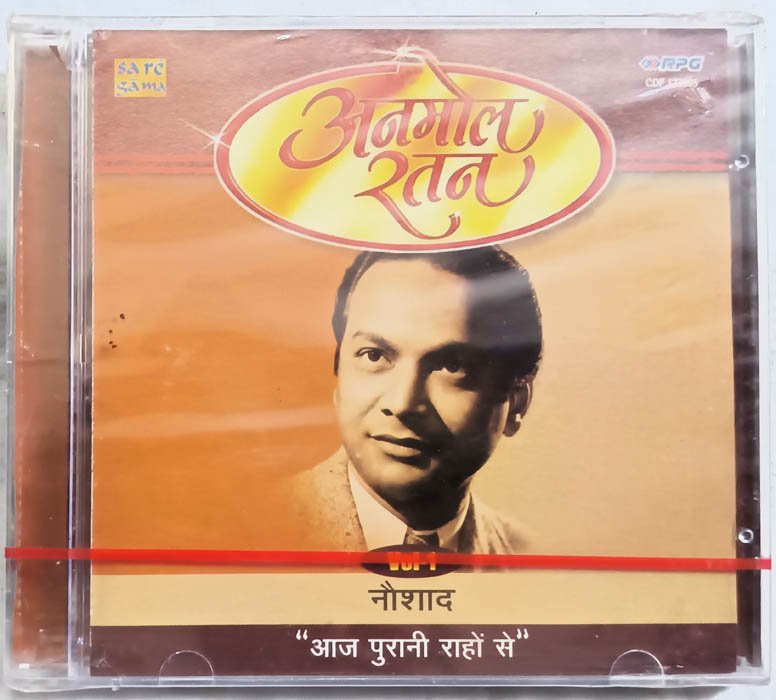 sa re
ga ma
RPG
अनमोल
रतन
Vol-1
नौशाद
“आज पुरानी राहों से”